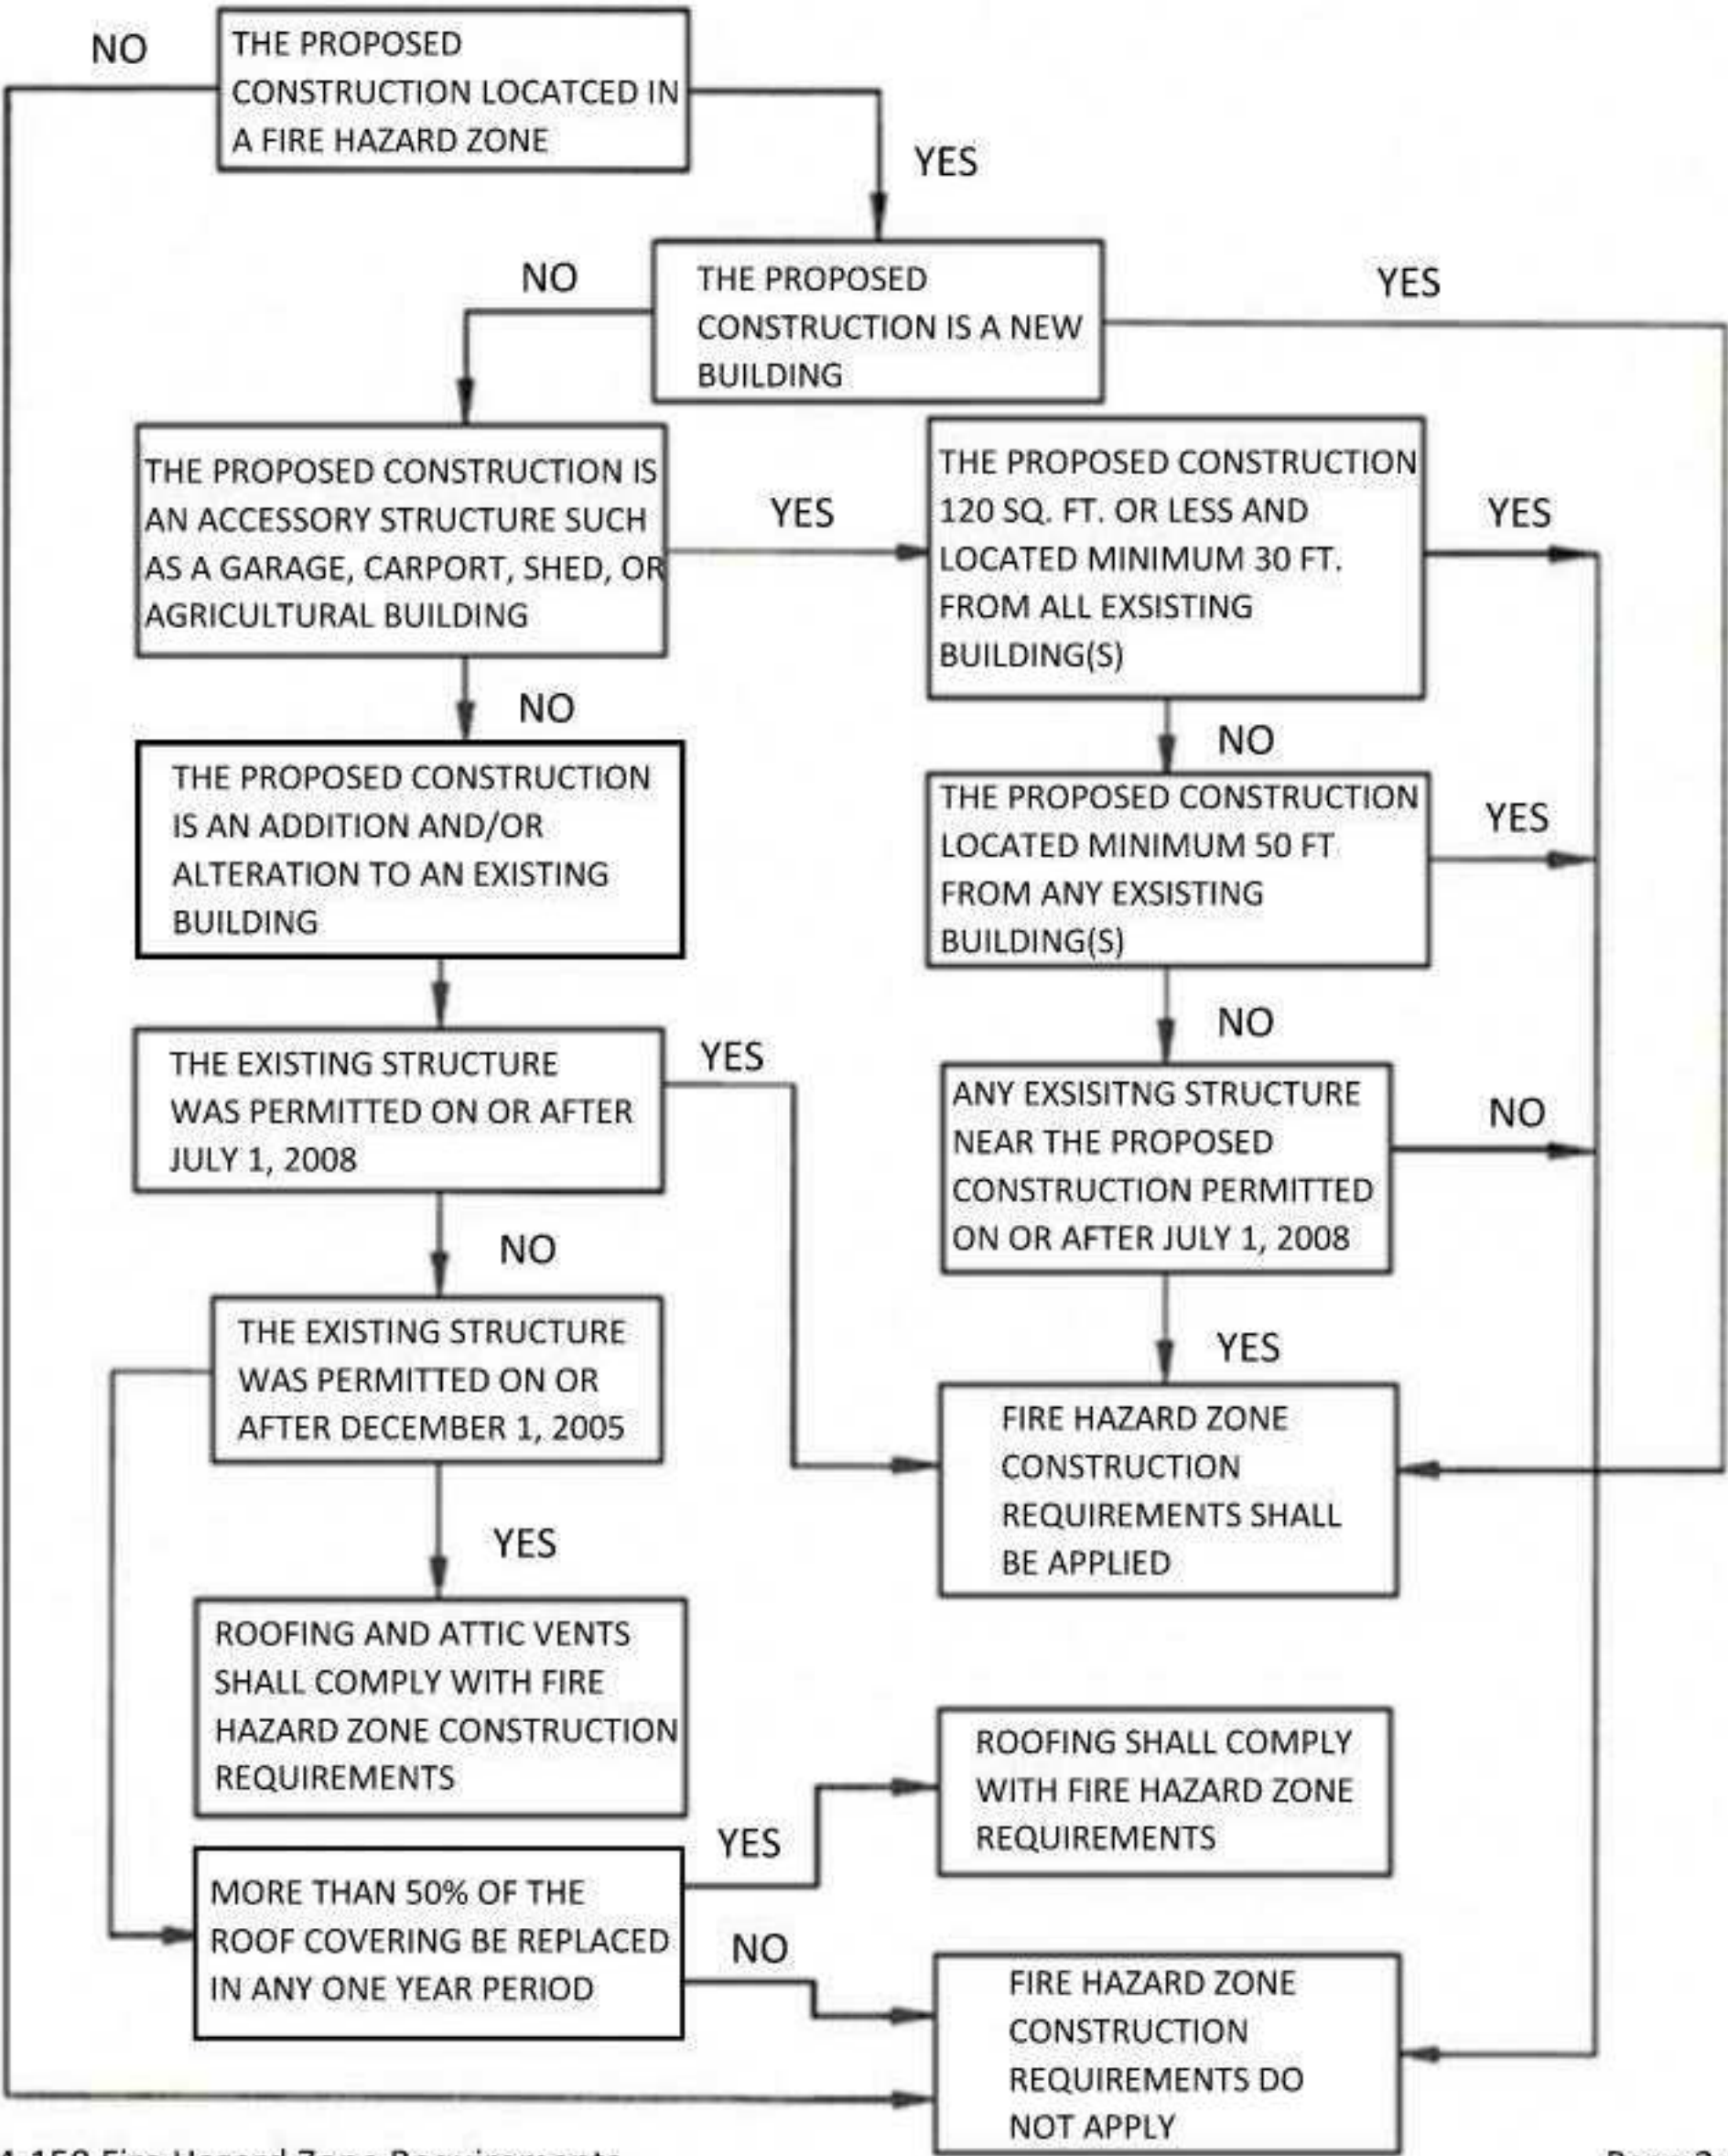 NO
THE PROPOSED
CONSTRUCTION LOCATCED IN
A FIRE HAZARD ZONE
YES
NO
THE PROPOSED
CONSTRUCTION IS A NEW
BUILDING
YES
THE PROPOSED CONSTRUCTION IS
AN ACCESSORY STRUCTURE SUCH
AS A GARAGE, CARPORT, SHED, OR
AGRICULTURAL BUILDING
YES
THE PROPOSED CONSTRUCTION
120 SQ. FT. OR LESS AND
LOCATED MINIMUM 30 FT.
FROM ALL EXSISTING
BUILDING(S)
YES
NO
NO
THE PROPOSED CONSTRUCTION
IS AN ADDITION AND/OR
ALTERATION TO AN EXISTING
BUILDING
THE PROPOSED CONSTRUCTION
LOCATED MINIMUM 50 FT
FROM ANY EXSISTING
BUILDING(S)
YES
NO
THE EXISTING STRUCTURE
WAS PERMITTED ON OR AFTER
JULY 1, 2008
YES
ANY EXSISITNG STRUCTURE
NEAR THE PROPOSED
CONSTRUCTION PERMITTED
ON OR AFTER JULY 1, 2008
NO
NO
YES
THE EXISTING STRUCTURE
WAS PERMITTED ON OR
AFTER DECEMBER 1, 2005
FIRE HAZARD ZONE
CONSTRUCTION
REQUIREMENTS SHALL
BE APPLIED
YES
ROOFING AND ATTIC VENTS
SHALL COMPLY WITH FIRE
HAZARD ZONE CONSTRUCTION
REQUIREMENTS
ROOFING SHALL COMPLY
WITH FIRE HAZARD ZONE
REQUIREMENTS
YES
MORE THAN 50% OF THE
ROOF COVERING BE REPLACED
IN ANY ONE YEAR PERIOD
NO
FIRE HAZARD ZONE
CONSTRUCTION
REQUIREMENTS DO
NOT APPLY